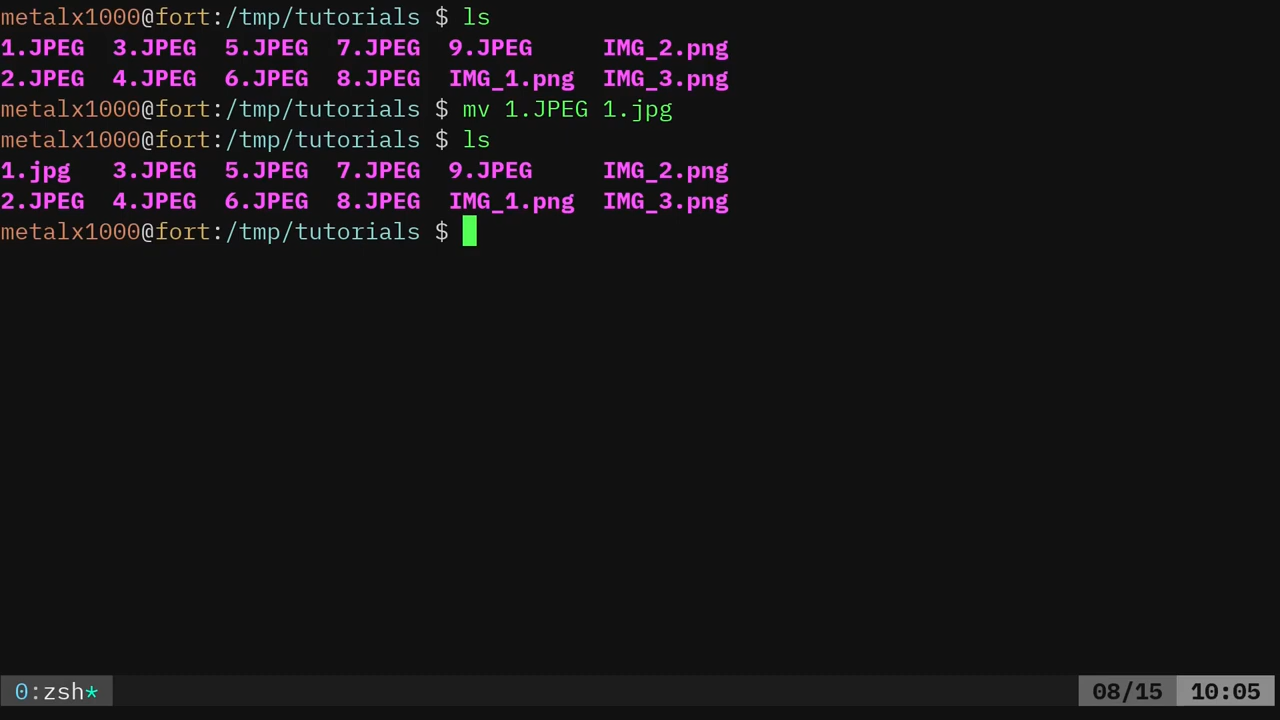 metalx1000@fort:/tmp/tutorials $ ls
1.JPEG 3.JPEG 5.JPEG 7.JPEG 9.JPEG IMG_2.png
2.JPEG 4.JPEG 6.JPEG 8.JPEG IMG_1.png IMG_3.png
metalx1000@fort:/tmp/tutorials $ mv 1.JPEG 1.jpg
metalx1000@fort:/tmp/tutorials $ ls
1.jpg 3.JPEG 5.JPEG 7.JPEG 9.JPEG IMG_2.png
2.JPEG 4.JPEG 6.JPEG 8.JPEG IMG_1.png IMG_3.png
metalx1000@fort:/tmp/tutorials $
0:zsh* 08/15 10:05